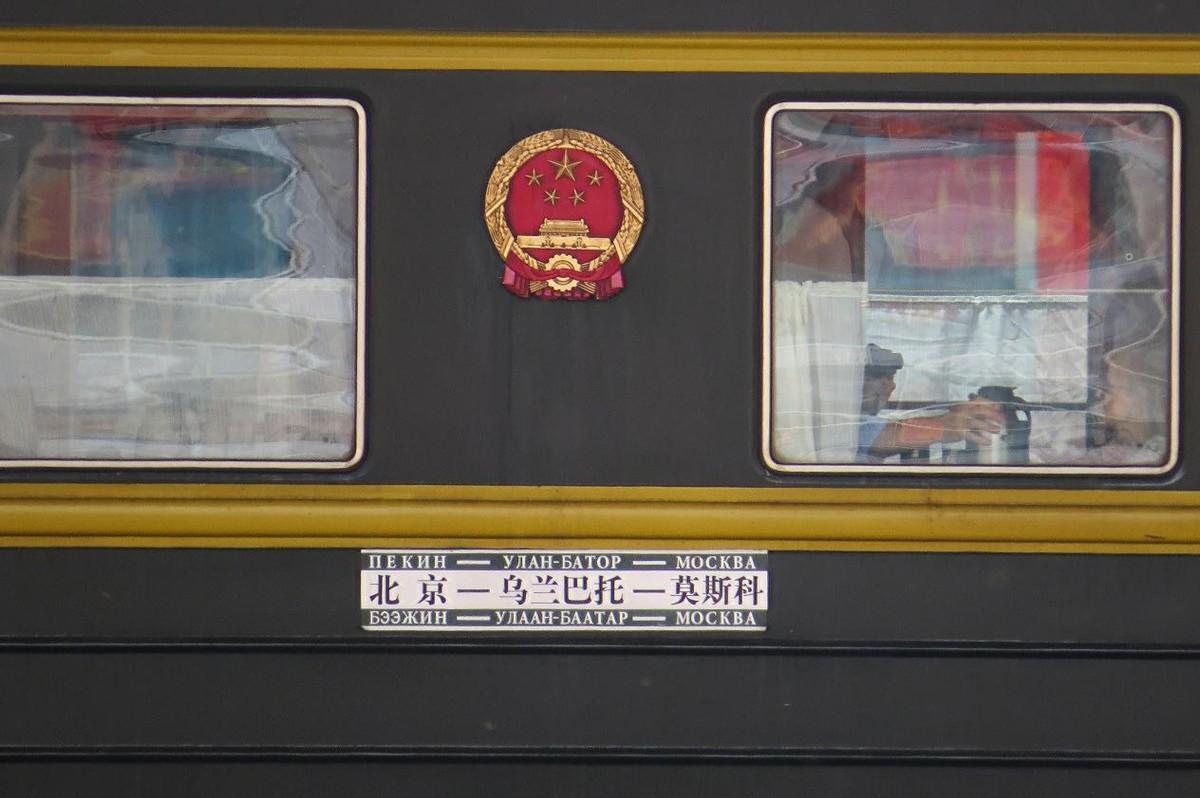 ПЕКИН — УЛАН-БАТОР — МОСКВА
北京—乌兰巴托—莫斯科
БЭЭЖИН — УЛААН-БААТАР — МОСКВА